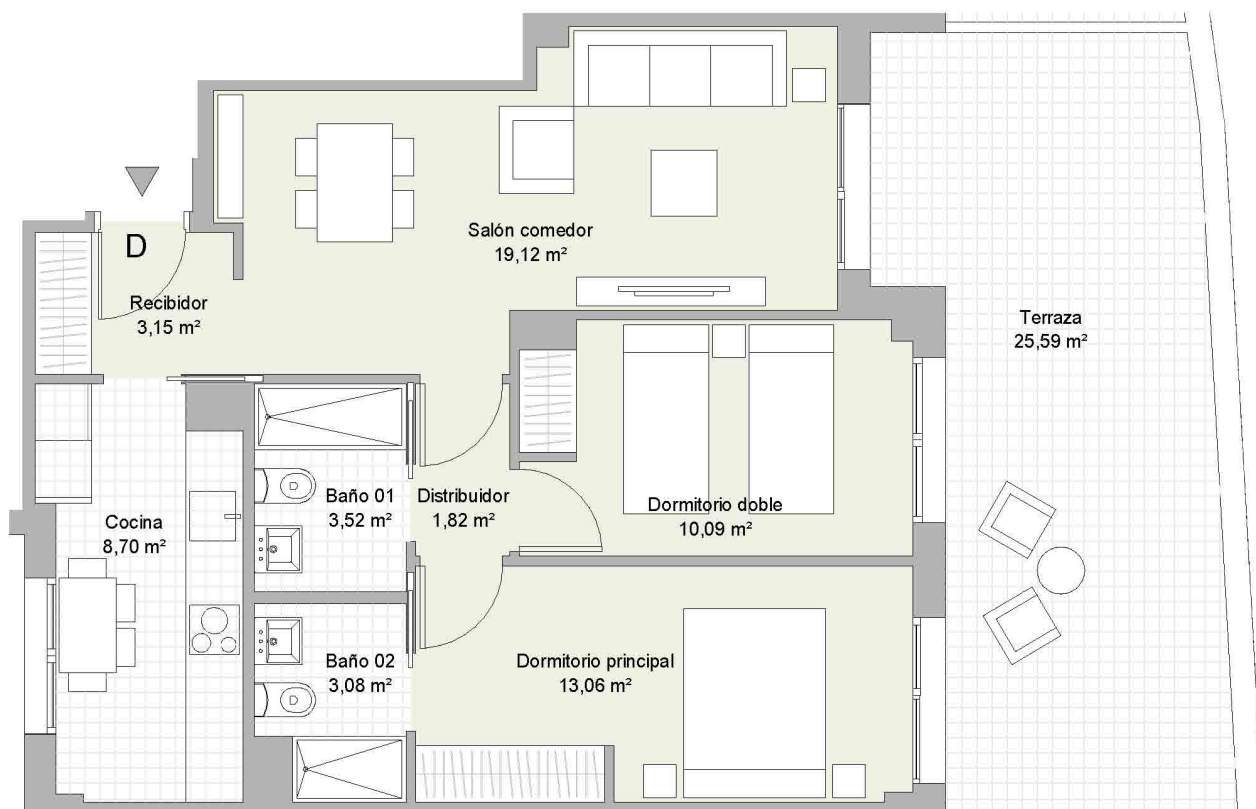 D
Salón comedor
19,12 m²
Recibidor
3,15 m²
Terraza
25,59 m²
Baño 01
3,52 m²
Distribuidor
1,82 m²
Dormitorio doble
10,09 m²
Cocina
8,70 m²
Baño 02
3,08 m²
Dormitorio principal
13,06 m²